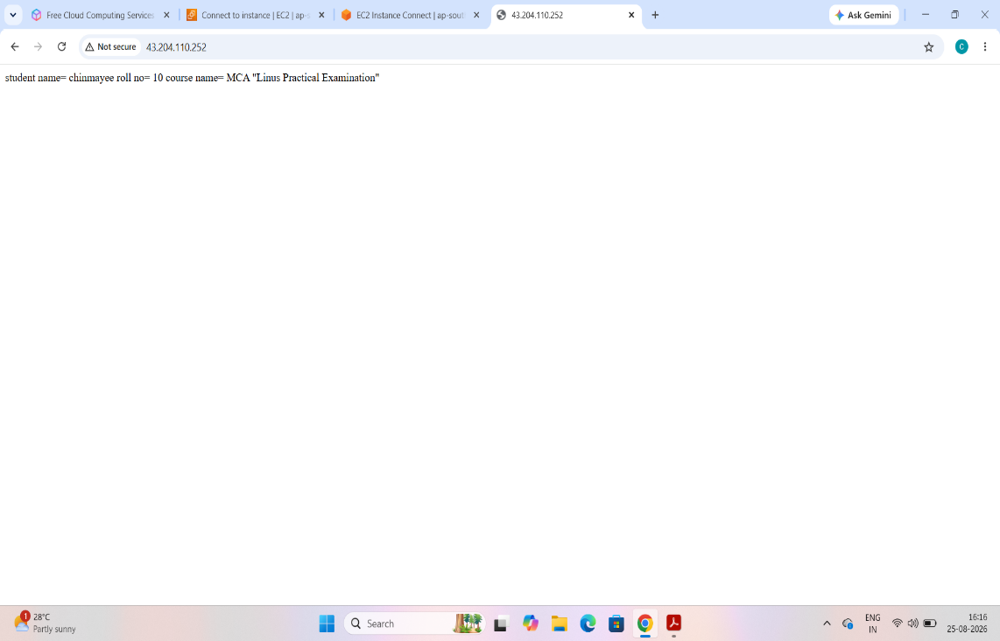 Free Cloud Computing Services
Connect to instance | EC2 | ap-s
EC2 Instance Connect | ap-sout
43.204.110.252
Ask Gemini
Not secure
43.204.110.252
C
student name= chinmayee roll no= 10 course name= MCA "Linus Practical Examination"
1
28°C
Partly sunny
Search
ENG
IN
16:16
25-08-2026